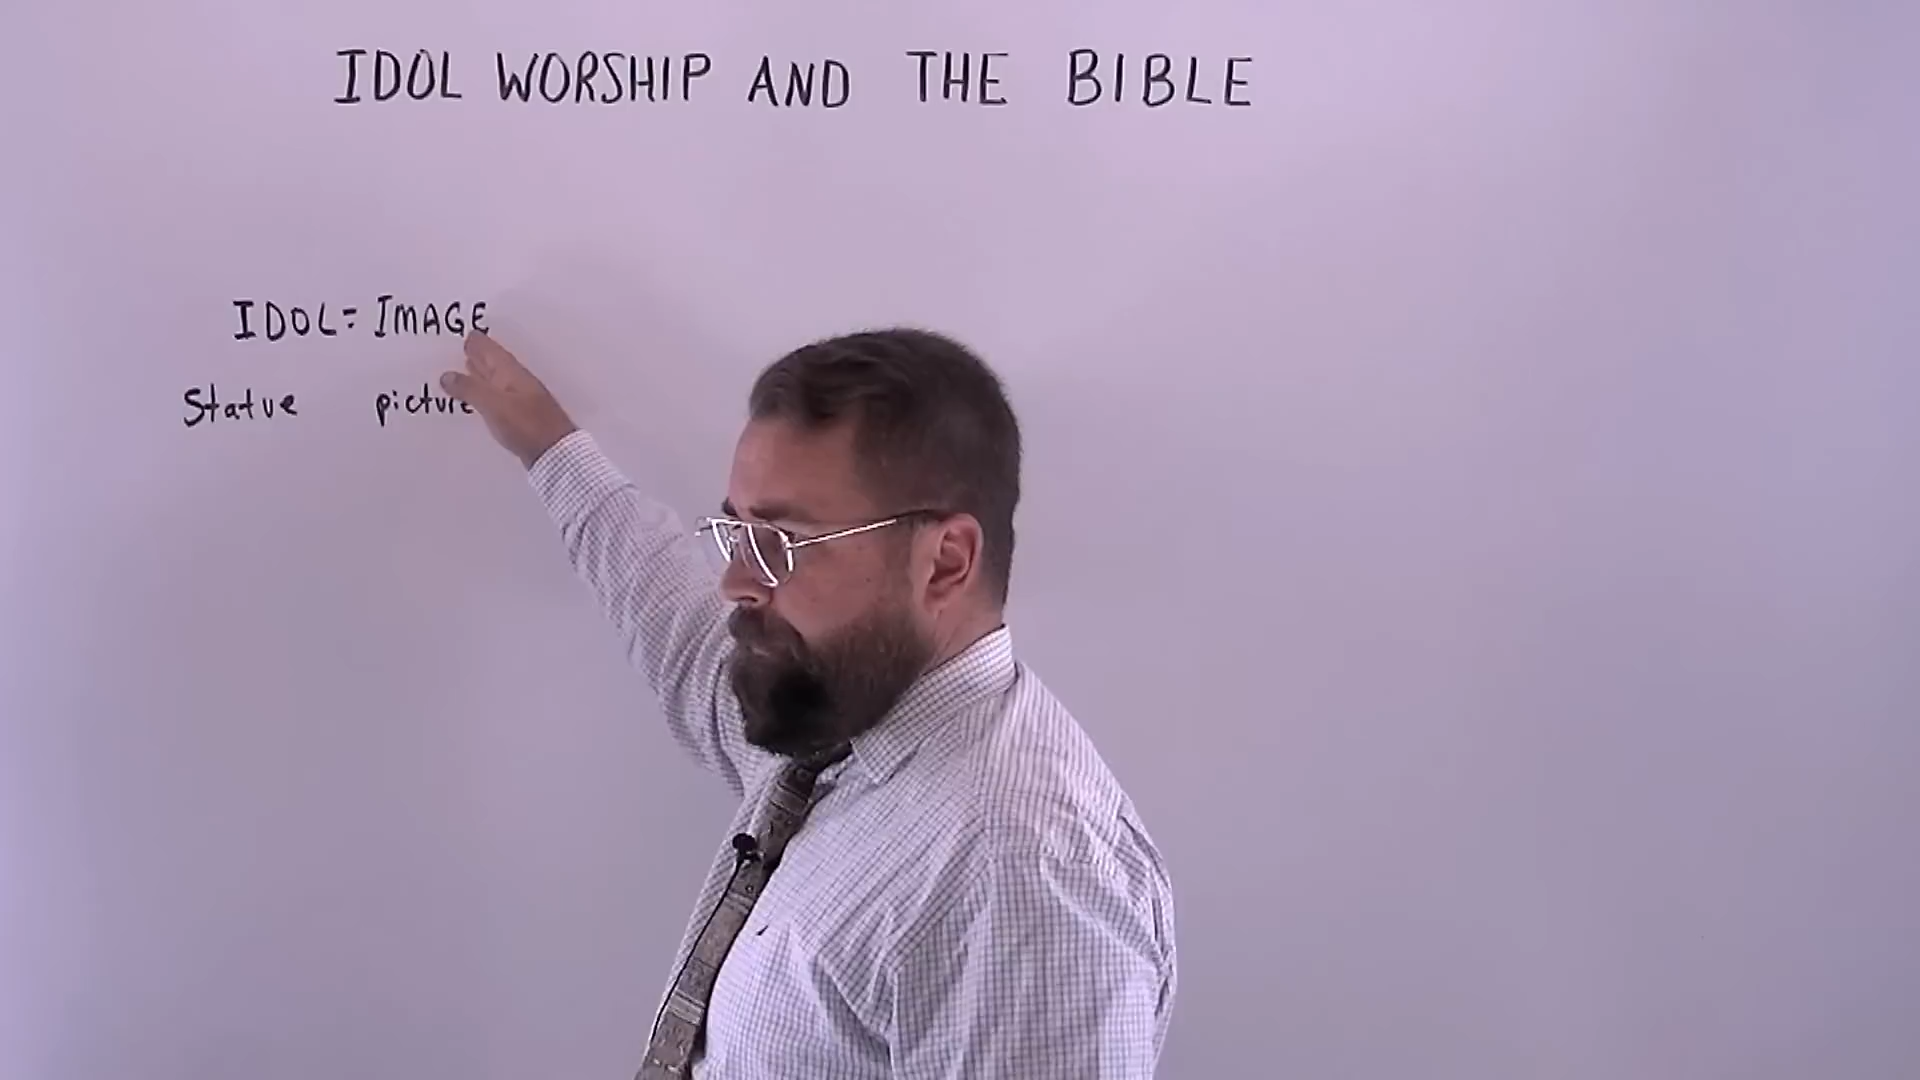 IDOL WORSHIP AND THE BIBLE
IDOL = IMAGE
Statue picture